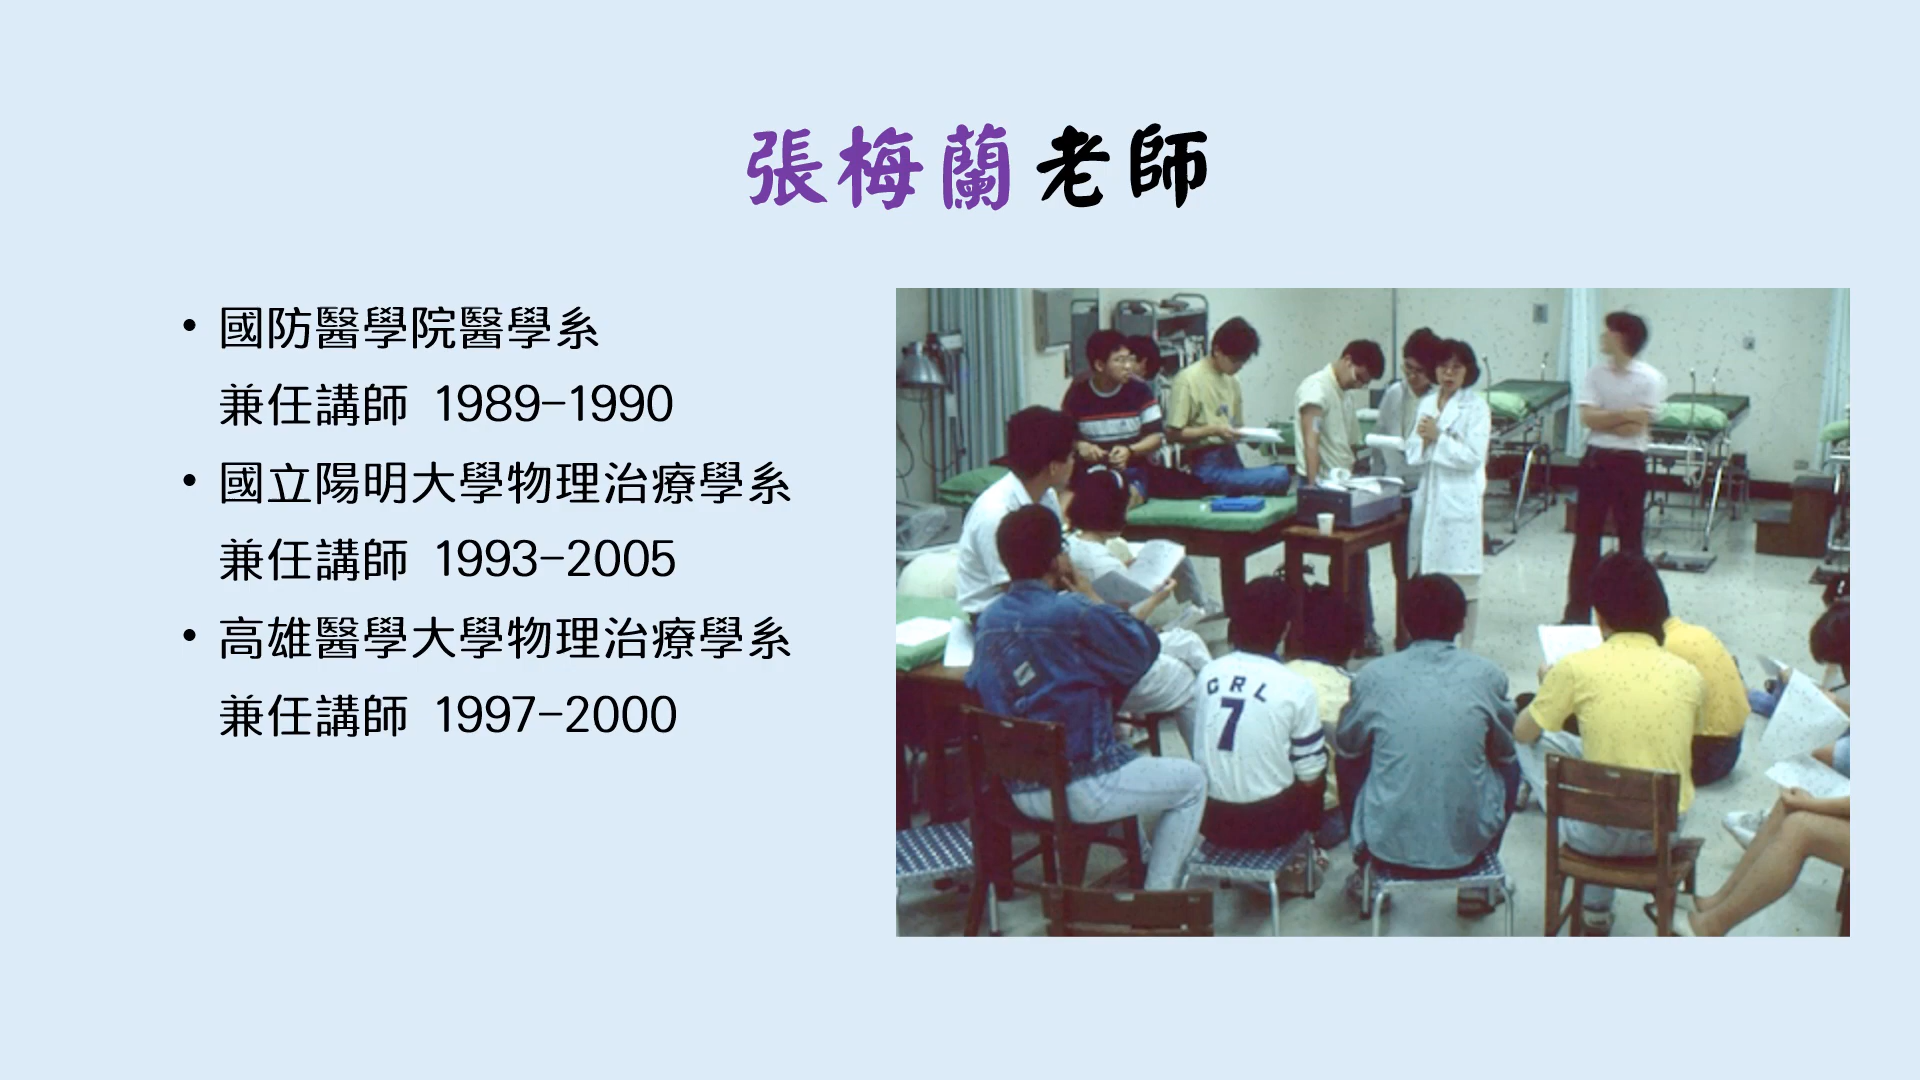 張梅蘭老師
• 國防醫學院醫學系
兼任講師 1989-1990
• 國立陽明大學物理治療學系
兼任講師 1993-2005
• 高雄醫學大學物理治療學系
兼任講師 1997-2000
GRL
7